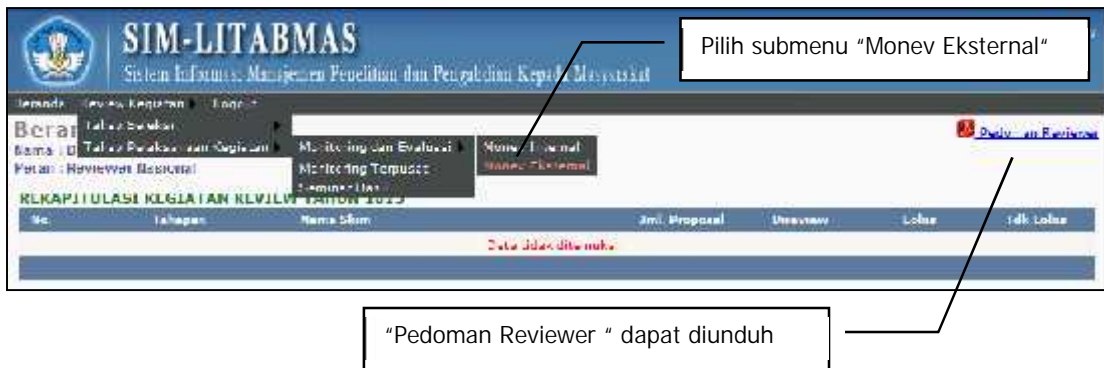 SIM-LITABMAS
Pilih submenu “Monev Eksternal“
Sistem Informasi Manajemen Penelitian dan Pengabdian Kepada Masyarakat
Beranda Review Kegiatan Logout
Tahap Seleksi
Pedoman Reviewer
Tahap Pelaksanaan Kegiatan Monitoring dan Evaluasi Monev Internal
Peran : Reviewer Nasional Monitoring Terpusat Monev Eksternal
Seminar Hasil
REKAPITULASI KEGIATAN REVIEW TAHUN
No. Tahapan Nama Skim Jml. Proposal Direview Lolos Tdk Lolos
Data tidak ditemukan
“Pedoman Reviewer “ dapat diunduh